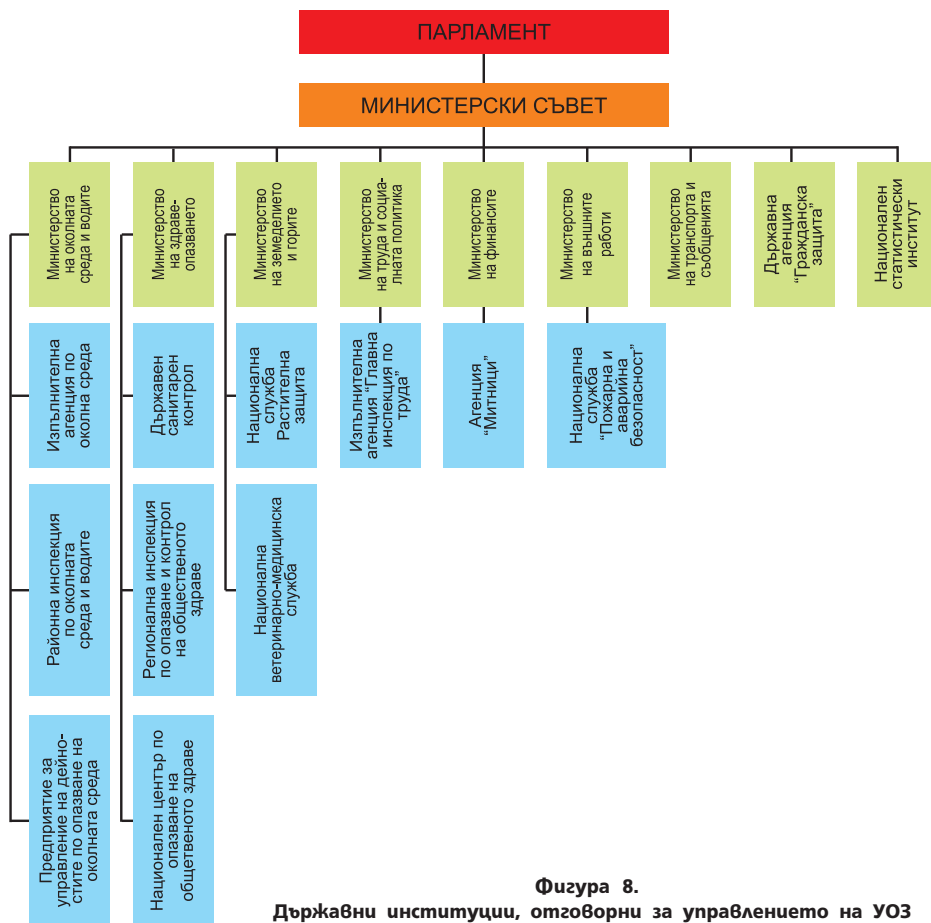 ПАРЛАМЕНТ
МИНИСТЕРСКИ СЪВЕТ
Министерство
на околната
среда и водите
Министерство
на здраве-
опазването
Министерство
на земеделието
и горите
Министерство
на труда и социа-
лната политика
Министерство
на финансите
Министерство
на външните
работи
Министерство
на транспорта и
съобщенията
Държавна
агенция
“Гражданска
защита”
Национален
статистически
институт
Изпълнителна
агенция по
околна среда
Държавен
санитарен
контрол
Национална
служба
Растителна
защита
Изпълнителна
агенция “Главна
инспекция по
труда”
Агенция
“Митници”
Национална
служба
“Пожарна и
аварийна
безопасност”
Районна инспекция
по околната
среда и водите
Регионална инспекция
по опазване и контрол
на общественото
здраве
Национална
ветеринарно-медицинска
служба
Предприятие за
управление на дейно-
стите по опазване на
околната среда
Национален център по
опазване на
общетвеното здраве
Фигура 8.
Държавни институции, отговорни за управлението на УОЗ